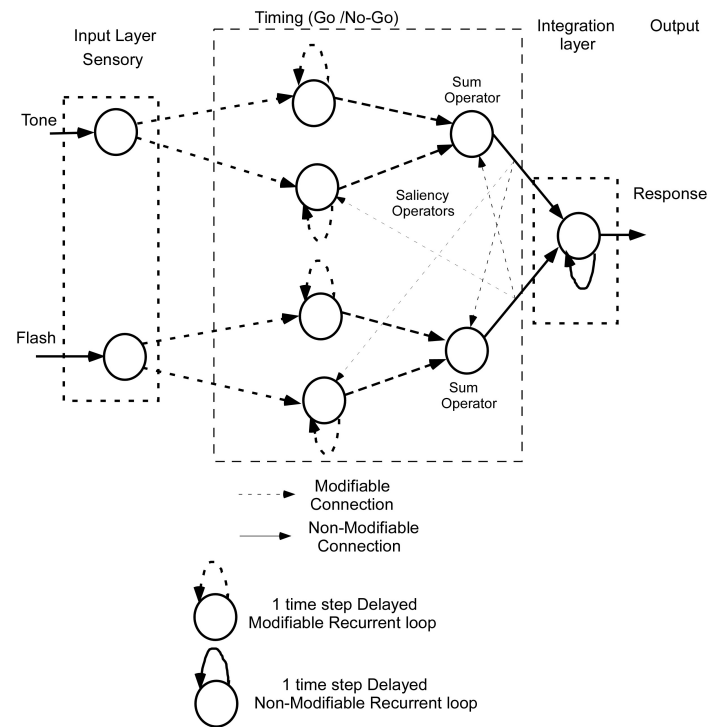 Timing (Go /No-Go)
Input Layer
Sensory
Integration
layer
Output
Sum
Operator
Tone
Saliency
Operators
Response
Flash
Sum
Operator
Modifiable
Connection
Non-Modifiable
Connection
1 time step Delayed
Modifiable Recurrent loop
1 time step Delayed
Non-Modifiable Recurrent loop